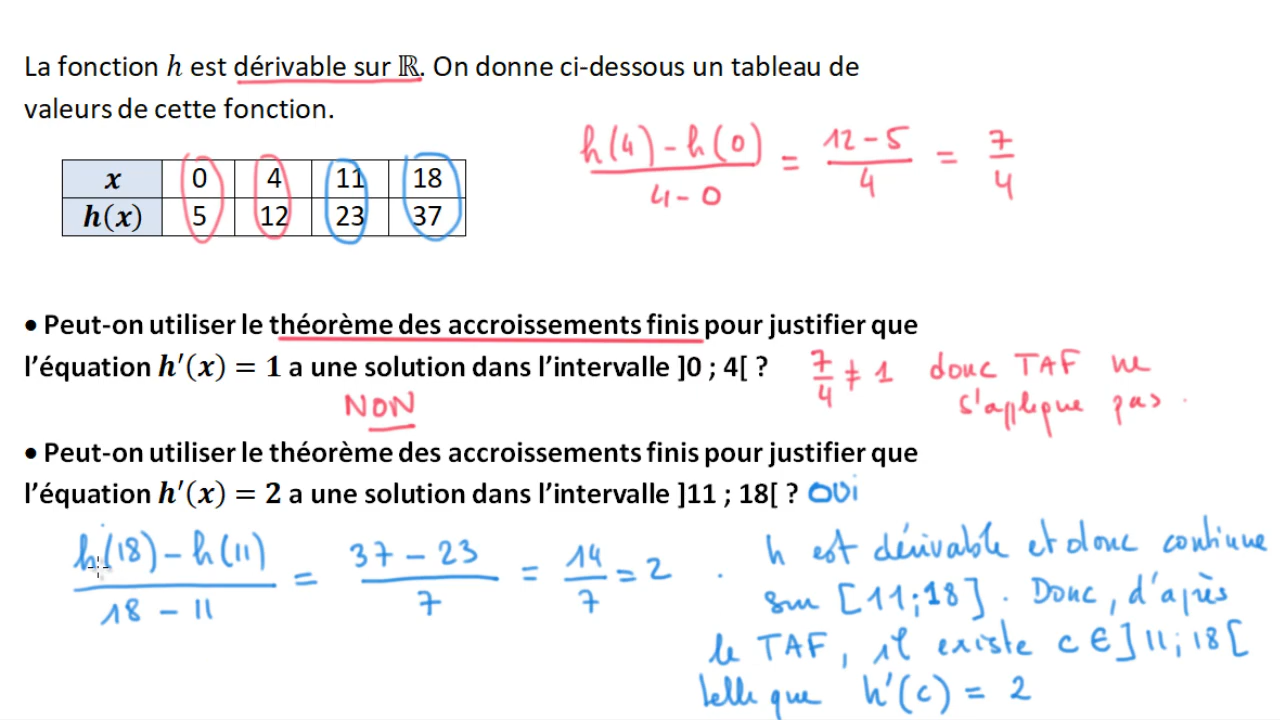 La fonction h est dérivable sur ℝ. On donne ci-dessous un tableau de
valeurs de cette fonction.
h(4) - h(0) / 4 - 0 = 12 - 5 / 4 = 7/4
x 0 4 11 18
h(x) 5 12 23 37
• Peut-on utiliser le théorème des accroissements finis pour justifier que
l'équation h′(x) = 1 a une solution dans l'intervalle ]0 ; 4[ ?
7/4 ≠ 1 donc TAF ne
s'aplique pas.
NON
• Peut-on utiliser le théorème des accroissements finis pour justifier que
l'équation h′(x) = 2 a une solution dans l'intervalle ]11 ; 18[ ? OUI
h(18) - h(11) / 18 - 11 = 37 - 23 / 7 = 14/7 = 2 .
h est dérivable et donc continue
sur [11;18]. Donc, d'après
le TAF, il existe c ∈ ]11;18[
telle que h'(c) = 2